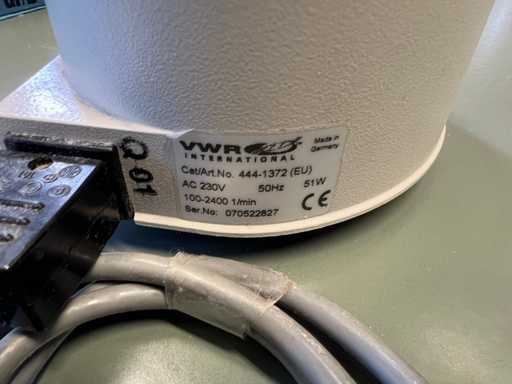 VWR
INTERNATIONAL
Made in
Germany
Cat/Art.No. 444-1372 (EU)
AC 230V 50Hz 51W
100-2400 1/min
Ser.No: 070522827
CE
Q 01